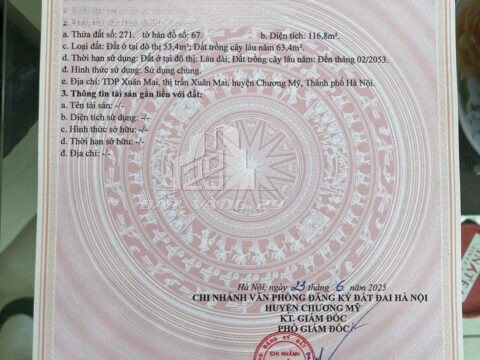 a. Thửa đất số: 271. tờ bản đồ số: 67. b. Diện tích: 116,8m².
c. Loại đất: Đất ở tại đô thị 53,4m²; Đất trồng cây lâu năm 63,4m².
d. Thời hạn sử dụng: Đất ở tại đô thị: Lâu dài; Đất trồng cây lâu năm: Đến tháng 02/2053.
đ. Hình thức sử dụng: Sử dụng chung.
e. Địa chỉ: TDP Xuân Mai, thị trấn Xuân Mai, huyện Chương Mỹ, Thành phố Hà Nội.
3. Thông tin tài sản gắn liền với đất:
a. Tên tài sản: -/-
b. Diện tích sử dụng: -/-
c. Hình thức sở hữu: -/-
d. Thời hạn sở hữu: -/-
đ. Địa chỉ: -/-
Hà Nội, ngày 23 tháng 6 năm 2025
CHI NHÁNH VĂN PHÒNG ĐĂNG KÝ ĐẤT ĐAI HÀ NỘI
HUYỆN CHƯƠNG MỸ
KT. GIÁM ĐỐC
PHÓ GIÁM ĐỐC
CHI NHÁNH